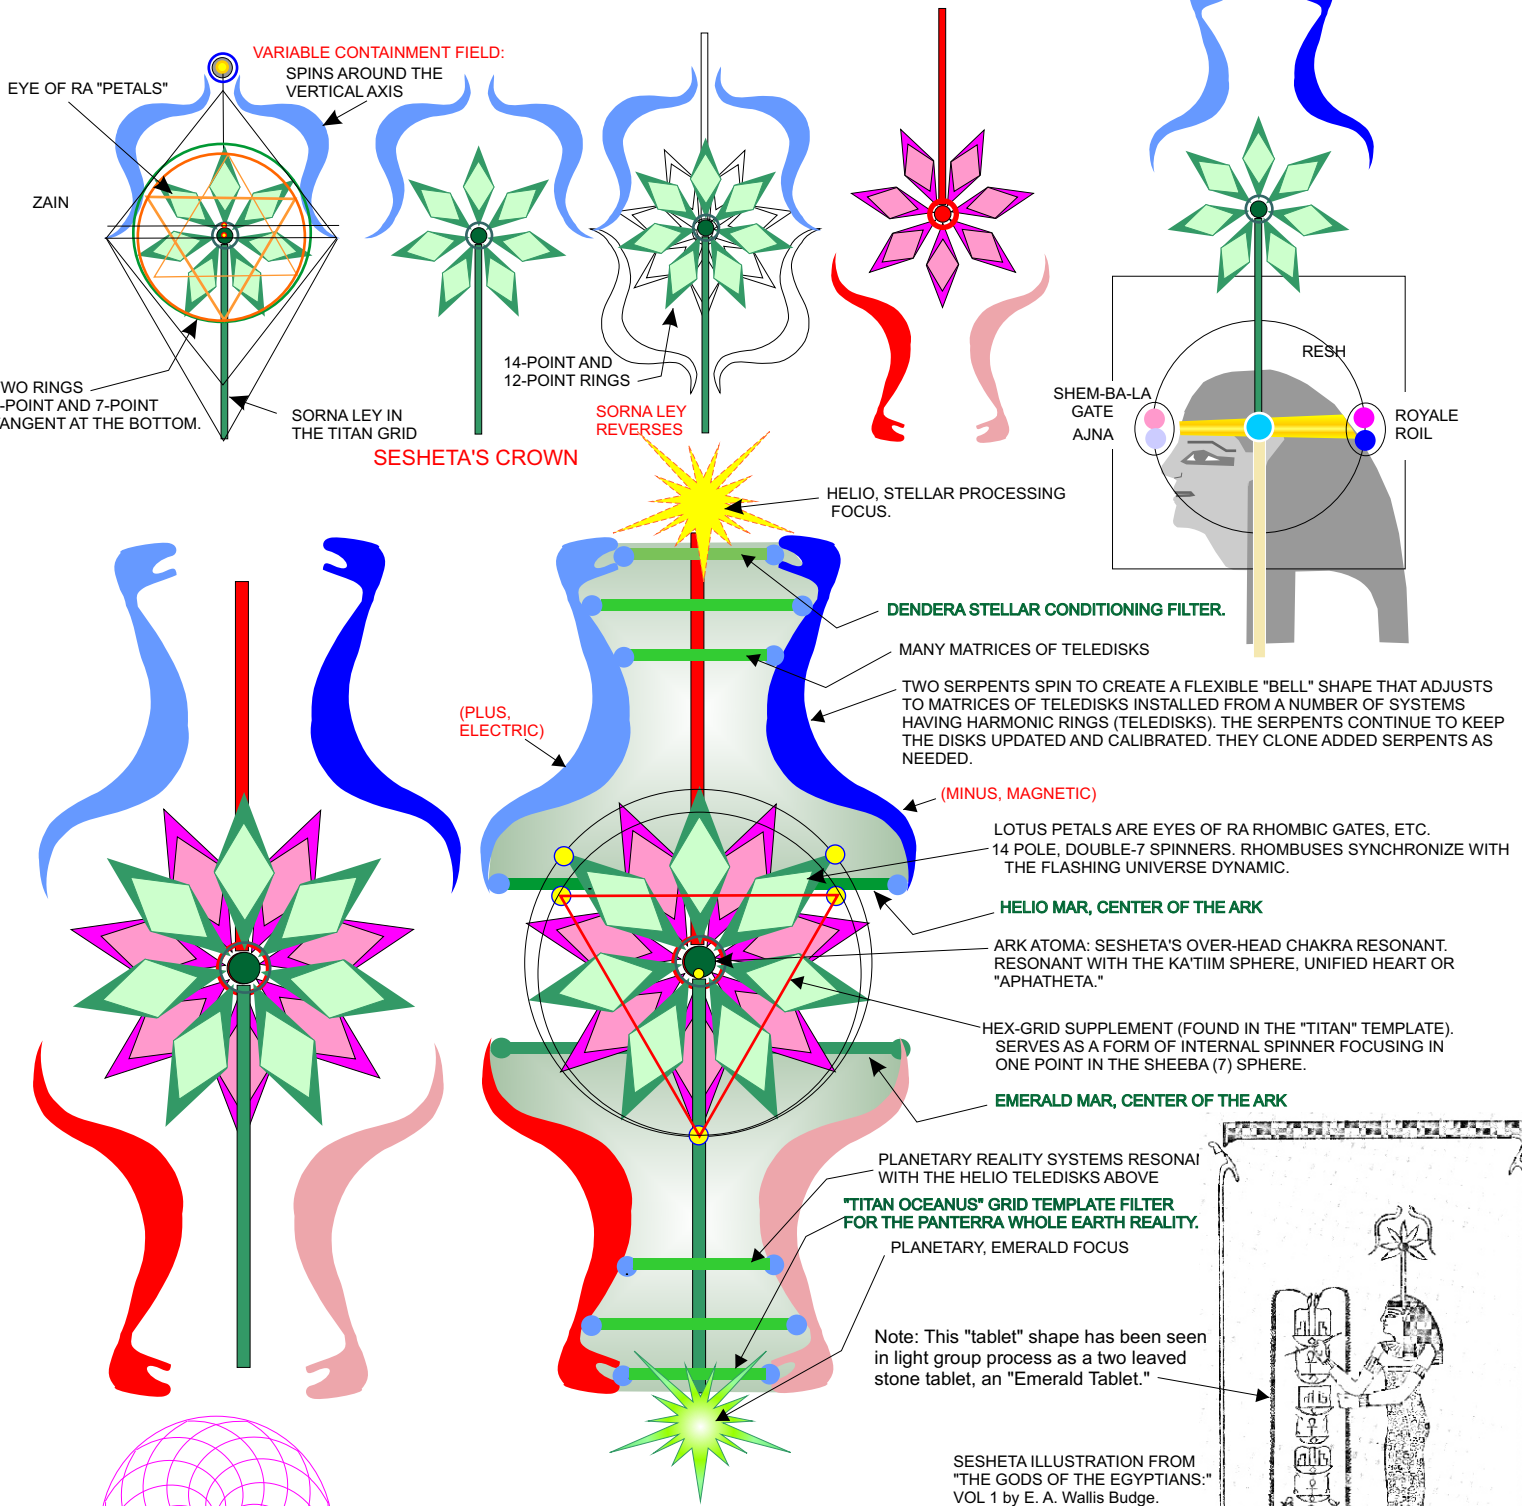 VARIABLE CONTAINMENT FIELD:
SPINS AROUND THE
VERTICAL AXIS
EYE OF RA "PETALS"
ZAIN
WO RINGS
-POINT AND 7-POINT
ANGENT AT THE BOTTOM.
SORNA LEY IN
THE TITAN GRID
14-POINT AND
12-POINT RINGS
SORNA LEY
REVERSES
SESHETA'S CROWN
RESH
SHEM-BA-LA
GATE
AJNA
ROYALE
ROIL
HELIO, STELLAR PROCESSING
FOCUS.
DENDERA STELLAR CONDITIONING FILTER.
MANY MATRICES OF TELEDISKS
TWO SERPENTS SPIN TO CREATE A FLEXIBLE "BELL" SHAPE THAT ADJUSTS
TO MATRICES OF TELEDISKS INSTALLED FROM A NUMBER OF SYSTEMS
HAVING HARMONIC RINGS (TELEDISKS). THE SERPENTS CONTINUE TO KEEP
THE DISKS UPDATED AND CALIBRATED. THEY CLONE ADDED SERPENTS AS
NEEDED.
(PLUS,
ELECTRIC)
(MINUS, MAGNETIC)
LOTUS PETALS ARE EYES OF RA RHOMBIC GATES, ETC.
14 POLE, DOUBLE-7 SPINNERS. RHOMBUSES SYNCHRONIZE WITH
THE FLASHING UNIVERSE DYNAMIC.
HELIO MAR, CENTER OF THE ARK
ARK ATOMA: SESHETA'S OVER-HEAD CHAKRA RESONANT.
RESONANT WITH THE KA'TIIM SPHERE, UNIFIED HEART OR
"APHATHETA."
HEX-GRID SUPPLEMENT (FOUND IN THE "TITAN" TEMPLATE).
SERVES AS A FORM OF INTERNAL SPINNER FOCUSING IN
ONE POINT IN THE SHEEBA (7) SPHERE.
EMERALD MAR, CENTER OF THE ARK
PLANETARY REALITY SYSTEMS RESONA
WITH THE HELIO TELEDISKS ABOVE
"TITAN OCEANUS" GRID TEMPLATE FILTER
FOR THE PANTERRA WHOLE EARTH REALITY.
PLANETARY, EMERALD FOCUS
Note: This "tablet" shape has been seen
in light group process as a two leaved
stone tablet, an "Emerald Tablet."
SESHETA ILLUSTRATION FROM
"THE GODS OF THE EGYPTIANS:"
VOL 1 by E. A. Wallis Budge.